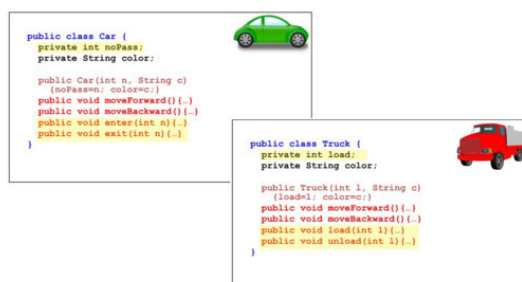 public class Car {
private int noPass;
private String color;
public Car(int n, String c)
{noPass=n; color=c;}
public void moveForward(){…}
public void moveBackward(){…}
public void enter(int n){…}
public void exit(int n){…}
}
public class Truck {
private int load;
private String color;
public Truck(int l, String c)
{load=l; color=c;}
public void moveForward(){…}
public void moveBackward(){…}
public void load(int l){…}
public void unload(int l){…}
}